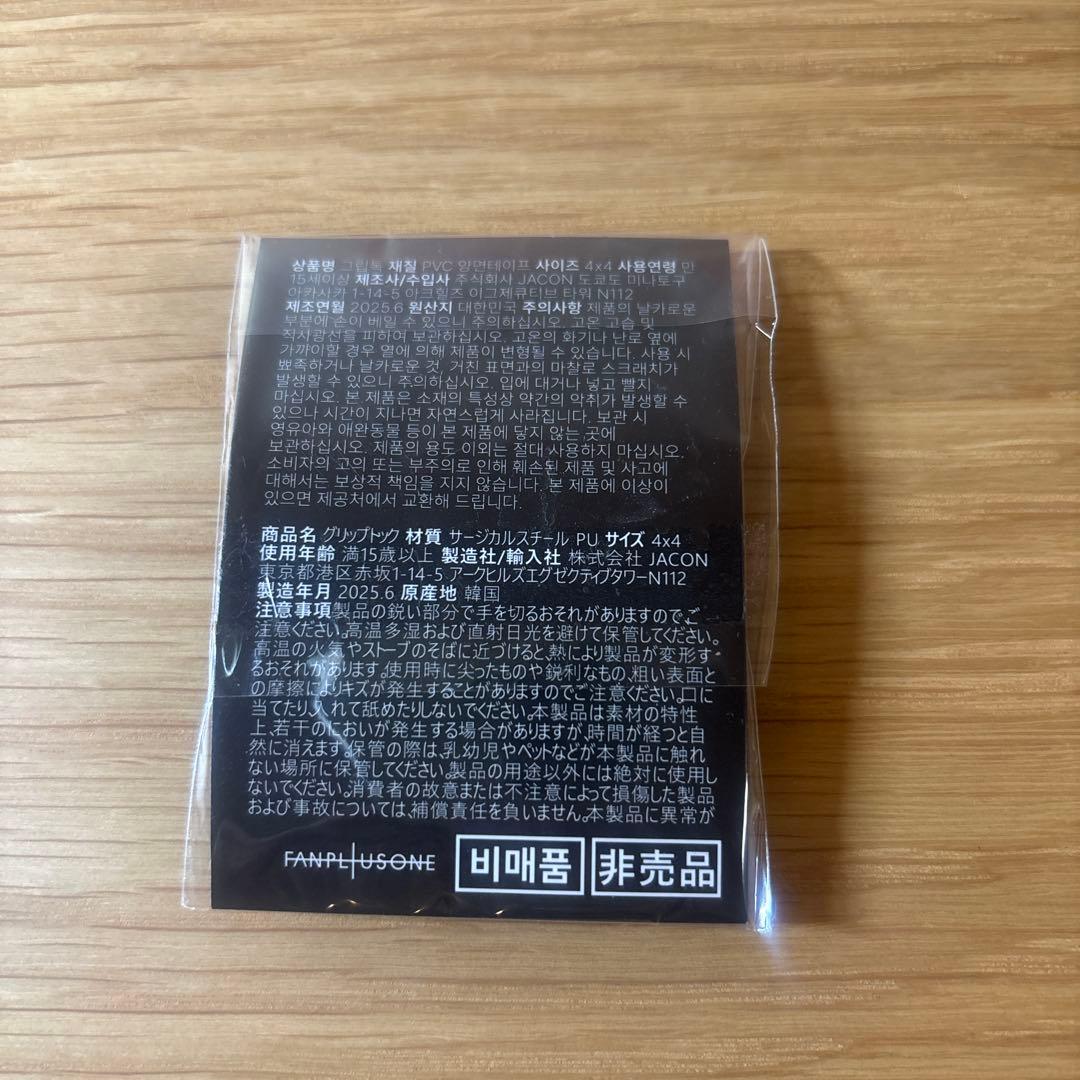 상품명 그립톡 재질 PVC 양면테이프 사이즈 4x4 사용연령 만
15세이상 제조사/수입사 주식회사 JACON 도쿄도 미나토구
아카사카 1-14-5 아크힐즈 이그제큐티브 타워 N112
제조연월 2025.6 원산지 대한민국 주의사항 제품의 날카로운
부분에 손이 베일 수 있으니 주의하십시오. 고온 고습 및
직사광선을 피하여 보관하십시오. 고온의 화기나 난로 옆에
가까이할 경우 열에 의해 제품이 변형될 수 있습니다. 사용 시
뾰족하거나 날카로운 것, 거친 표면과의 마찰로 스크래치가
발생할 수 있으니 주의하십시오. 입에 대거나 넣고 빨지
마십시오. 본 제품은 소재의 특성상 약간의 악취가 발생할 수
있으나 시간이 지나면 자연스럽게 사라집니다. 보관 시
영유아와 애완동물 등이 본 제품에 닿지 않는 곳에
보관하십시오. 제품의 용도 이외는 절대 사용하지 마십시오.
소비자의 고의 또는 부주의로 인해 훼손된 제품 및 사고에
대해서는 보상적 책임을 지지 않습니다. 본 제품에 이상이
있으면 제공처에서 교환해 드립니다.
商品名 グリップトック 材質 サージカルスチール PU サイズ 4x4
使用年齢 満15歳以上 製造社/輸入社 株式会社 JACON
東京都港区赤坂1-14-5 アークヒルズエグゼクティブタワーN112
製造年月 2025.6 原産地 韓国
注意事項製品の鋭い部分で手を切るおそれがありますので、ご
注意ください。高温多湿および直射日光を避けて保管してください。
高温の火気やストーブのそばに近づけると、熱により製品が変形す
るおそれがあります。使用時に尖ったものや鋭利なもの、粗い表面と
の摩擦によりキズが発生することがありますのでご注意ください。口に
当てたり、入れて舐めたりしないでください。本製品は素材の特性
上、若干のにおいが発生する場合がありますが、時間が経つと自
然に消えます。保管の際は、乳幼児やペットなどが本製品に触れ
ない場所に保管してください。製品の用途以外には絶対に使用し
ないでください。消費者の故意または不注意によって損傷した製品
および事故については、補償責任を負いません。本製品に異常が
FANPLUSONE 비매품 非売品